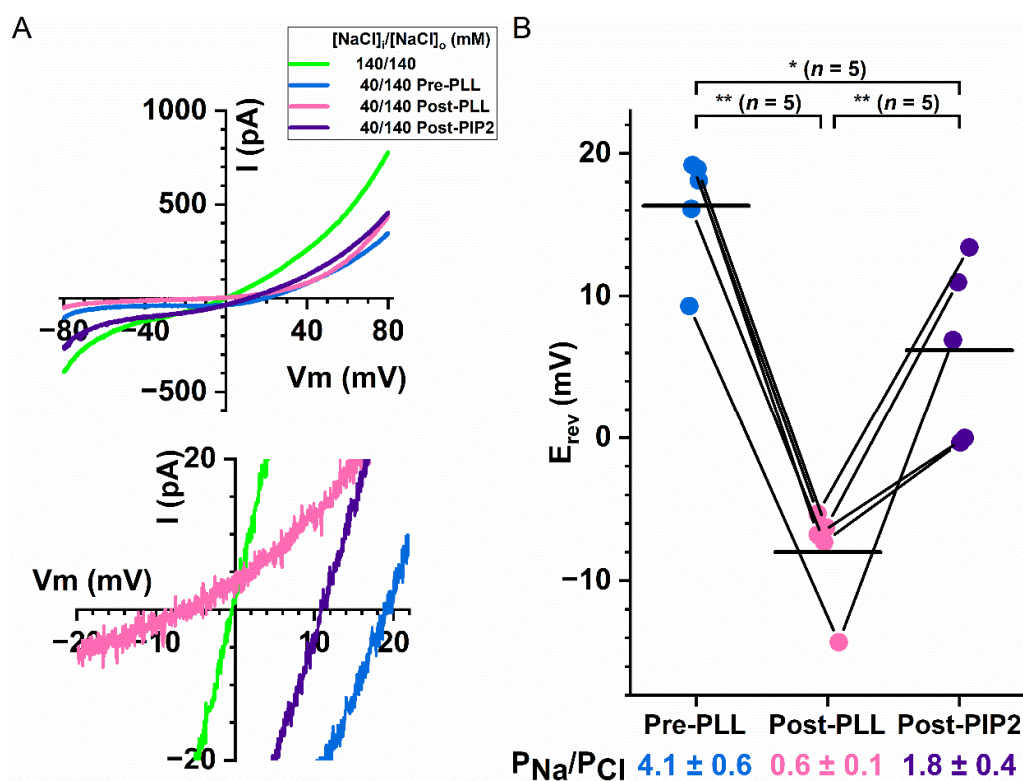 A
[NaCl]i/[NaCl]o (mM)
140/140
40/140 Pre-PLL
40/140 Post-PLL
40/140 Post-PIP2
1000
I (pA)
500
−80
−40
40
80
Vm (mV)
−500
20
I (pA)
Vm (mV)
−20
−10
10
20
−20
B
* (n = 5)
** (n = 5)
** (n = 5)
20
10
0
−10
Erev (mV)
Pre-PLL
Post-PLL
Post-PIP2
PNa/PCl
4.1 ± 0.6
0.6 ± 0.1
1.8 ± 0.4